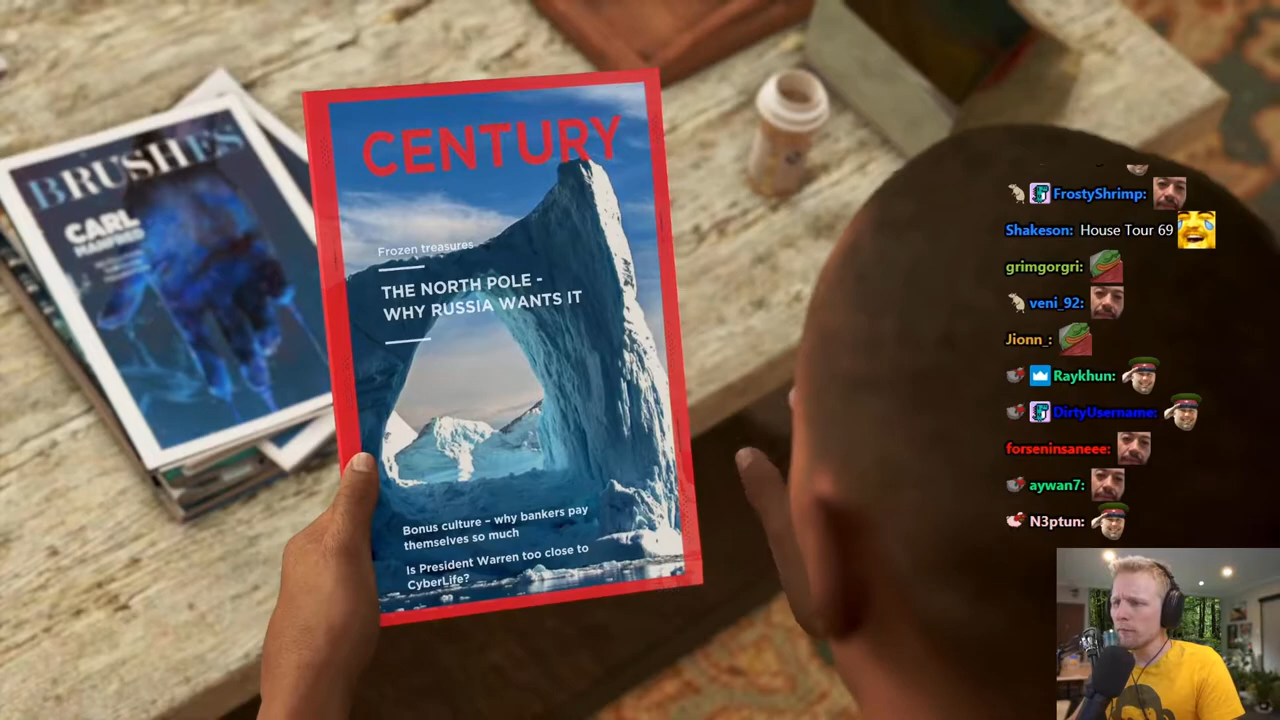 BRUSHES
CARL
MANFRED
CENTURY
Frozen treasures
THE NORTH POLE -
WHY RUSSIA WANTS IT
Bonus culture – why bankers pay
themselves so much
Is President Warren too close to
CyberLife?
FrostyShrimp:
Shakeson: House Tour 69
grimgorgri:
veni_92:
Jionn_:
Raykhun:
DirtyUsername:
forseninsaneee:
aywan7:
N3ptun: